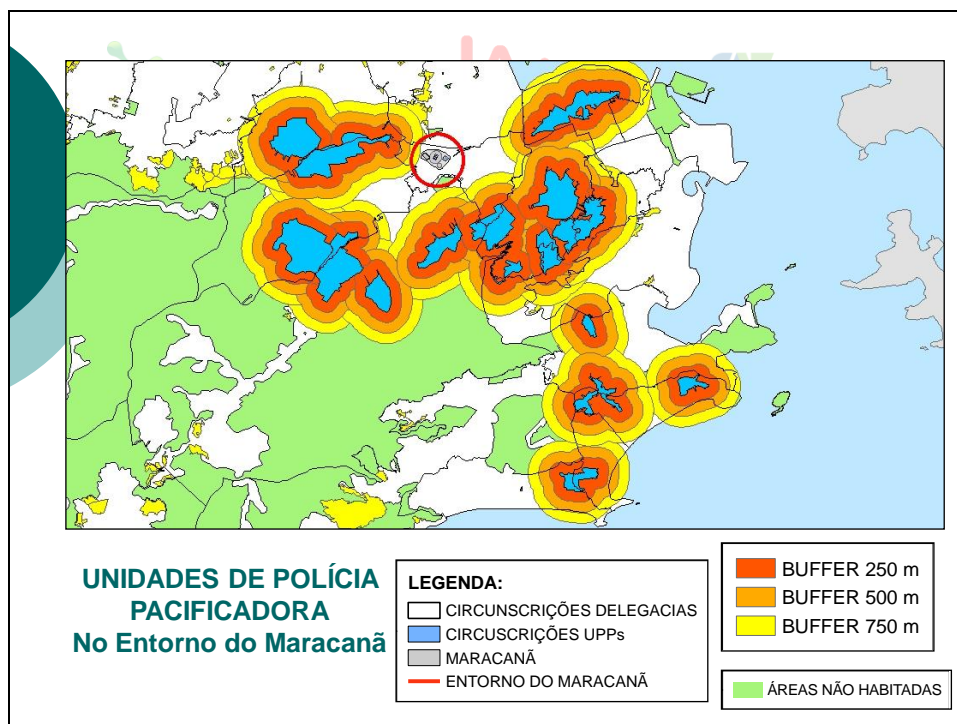 UNIDADES DE POLÍCIA
PACIFICADORA
No Entorno do Maracanã
LEGENDA:
CIRCUNSCRIÇÕES DELEGACIAS
CIRCUSCRIÇÕES UPPs
MARACANÃ
ENTORNO DO MARACANÃ
BUFFER 250 m
BUFFER 500 m
BUFFER 750 m
ÁREAS NÃO HABITADAS